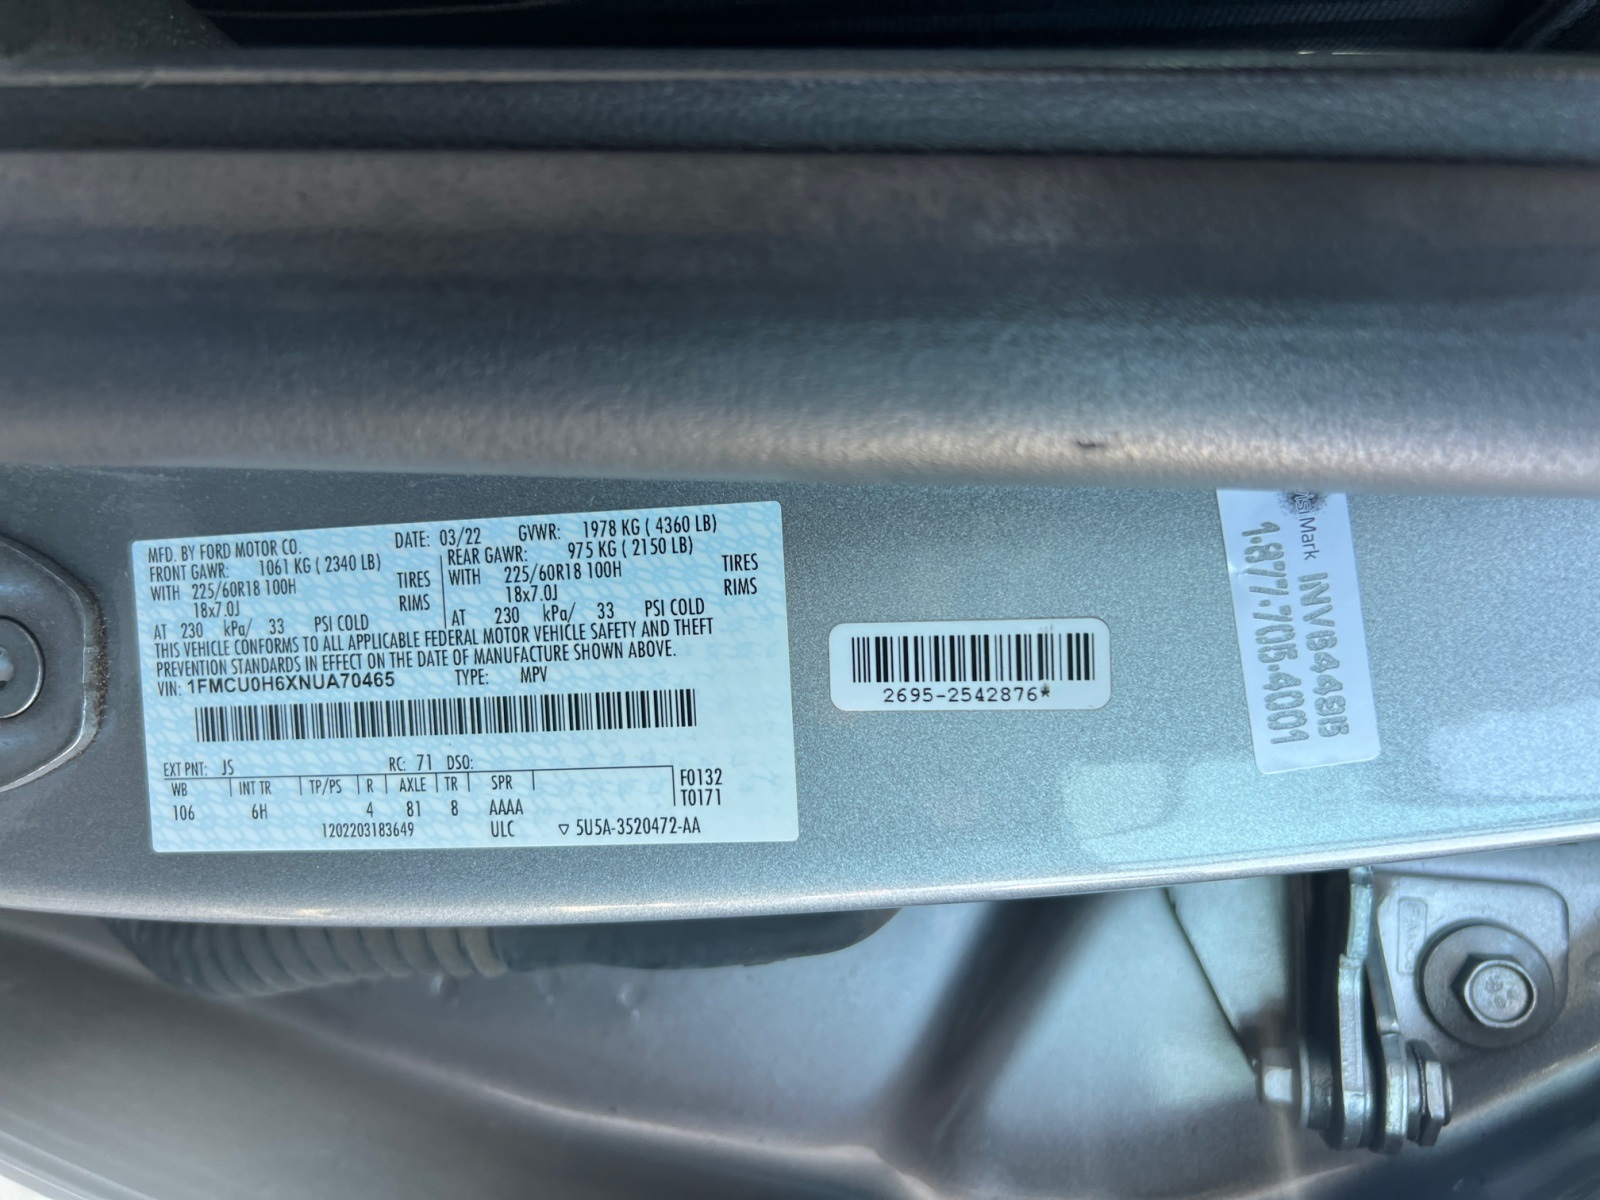 MFD. BY FORD MOTOR CO. DATE: 03/22 GVWR: 1978 KG ( 4360 LB)
FRONT GAWR: 1061 KG ( 2340 LB) REAR GAWR: 975 KG ( 2150 LB)
WITH 225/60R18 100H TIRES WITH 225/60R18 100H TIRES
18x7.0J RIMS 18x7.0J RIMS
AT 230 kPa/ 33 PSI COLD AT 230 kPa/ 33 PSI COLD
THIS VEHICLE CONFORMS TO ALL APPLICABLE FEDERAL MOTOR VEHICLE SAFETY AND THEFT
PREVENTION STANDARDS IN EFFECT ON THE DATE OF MANUFACTURE SHOWN ABOVE.
VIN: 1FMCU0H6XNUA70465 TYPE: MPV
EXT PNT: JS RC: 71 DSO:
WB INT TR TP/PS R AXLE TR SPR F0132
106 6H 4 81 8 AAAA T0171
1202203183649 ULC ▽ 5U5A-3520472-AA
2695-2542876*
Mark INV84485
1·877·705·4001